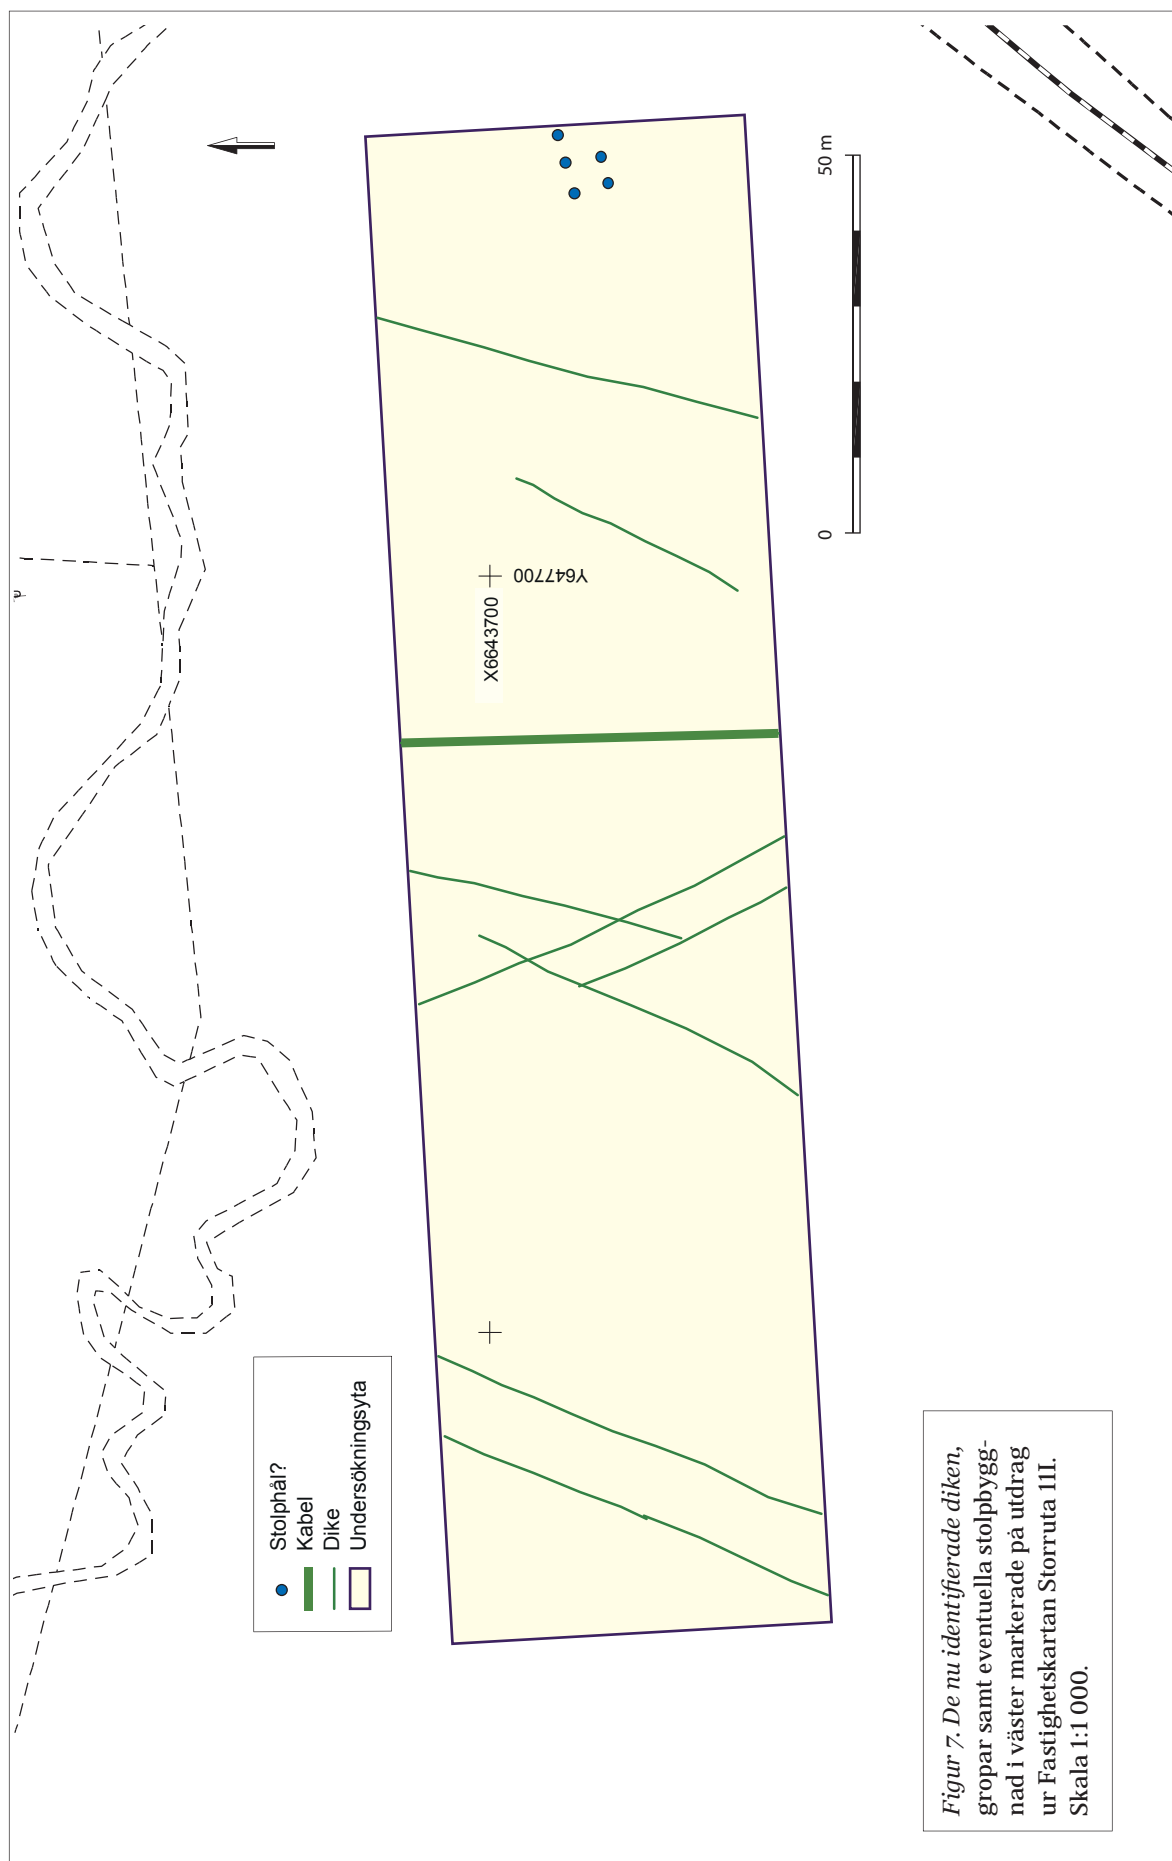 50 m
0
X6643700
Y647700
Stolphål?
Kabel
Dike
Undersökningsyta
Figur 7. De nu identifierade diken,
gropar samt eventuella stolpbygg-
nad i väster markerade på utdrag
ur Fastighetskartan Storruta 11I.
Skala 1:1 000.